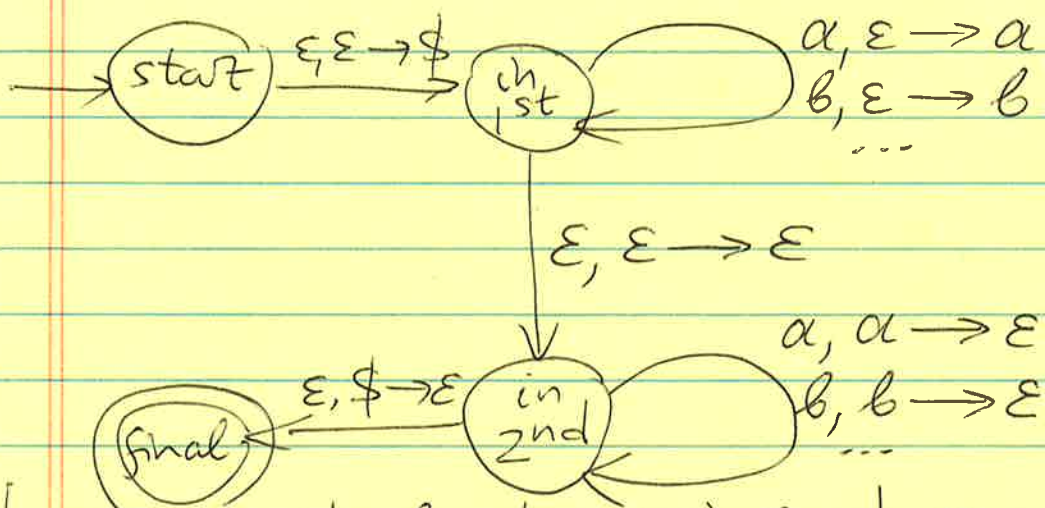 start
ε, ε → $
in 1st
a, ε → a
b, ε → b
...
ε, ε → ε
a, a → ε
b, b → ε
...
in 2nd
ε, $ → ε
final